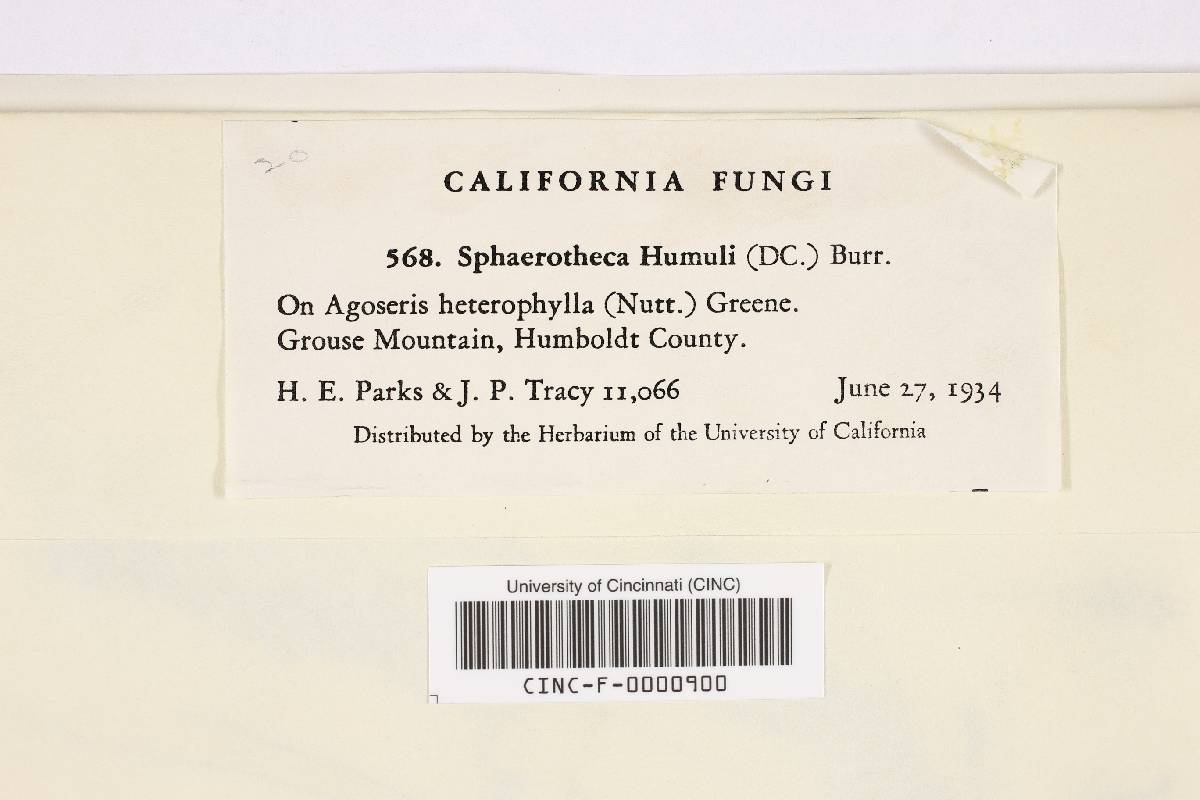 20
CALIFORNIA FUNGI
568. Sphaerotheca Humuli (DC.) Burr.
On Agoseris heterophylla (Nutt.) Greene.
Grouse Mountain, Humboldt County.
H. E. Parks & J. P. Tracy 11,066 June 27, 1934
Distributed by the Herbarium of the University of California
University of Cincinnati (CINC)
CINC-F-0000900